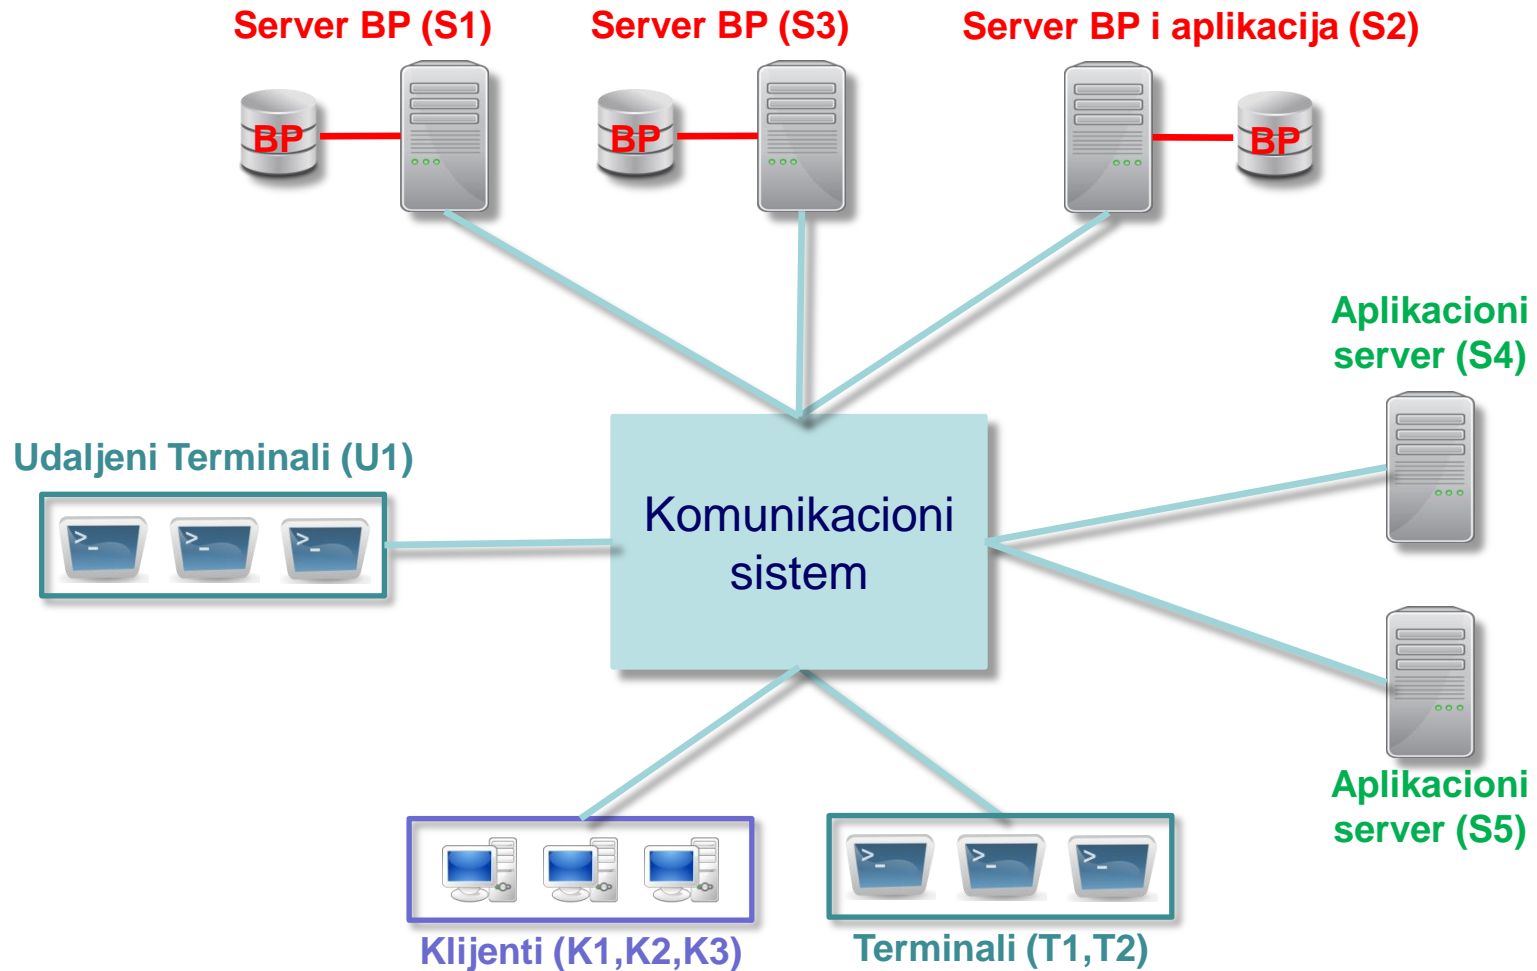 Server BP (S1)
Server BP (S3)
Server BP i aplikacija (S2)
BP
BP
BP
Aplikacioni
server (S4)
Udaljeni Terminali (U1)
>_
>_
>_
Komunikacioni
sistem
Aplikacioni
server (S5)
>_
>_
>_
Klijenti (K1,K2,K3)
Terminali (T1,T2)